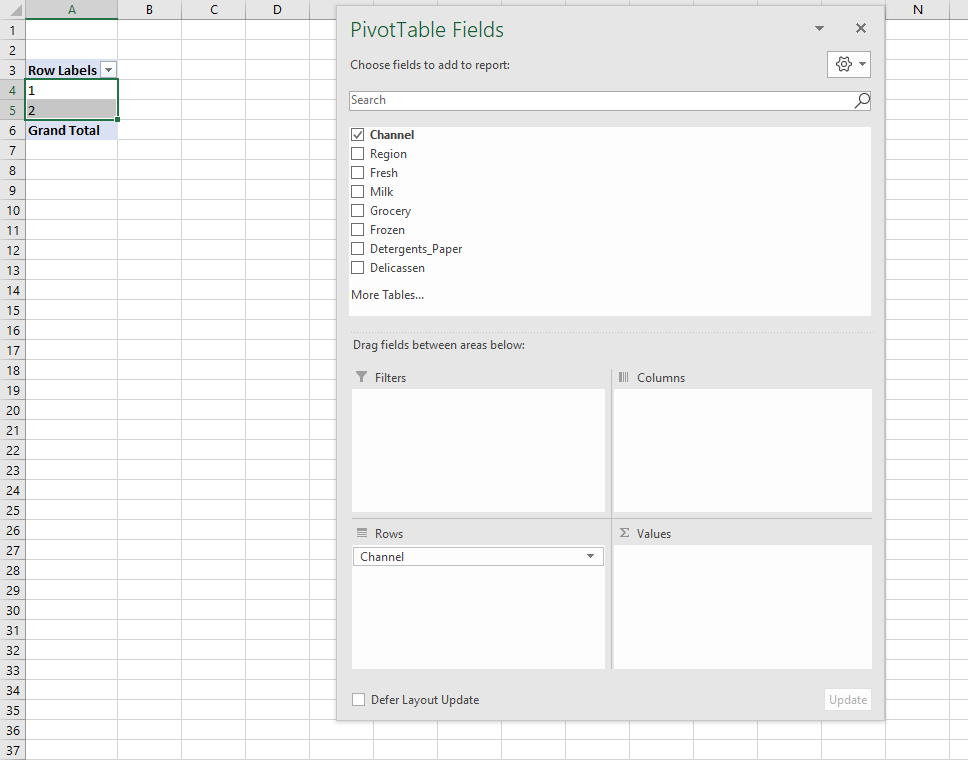 A B C D N
1
2
3 Row Labels
4 1
5 2
6 Grand Total
7
8
9
10
11
12
13
14
15
16
17
18
19
20
21
22
23
24
25
26
27
28
29
30
31
32
33
34
35
36
37
PivotTable Fields
Choose fields to add to report:
Search
Channel
Region
Fresh
Milk
Grocery
Frozen
Detergents_Paper
Delicassen
More Tables...
Drag fields between areas below:
Filters
Columns
Rows
Σ Values
Channel
Defer Layout Update
Update